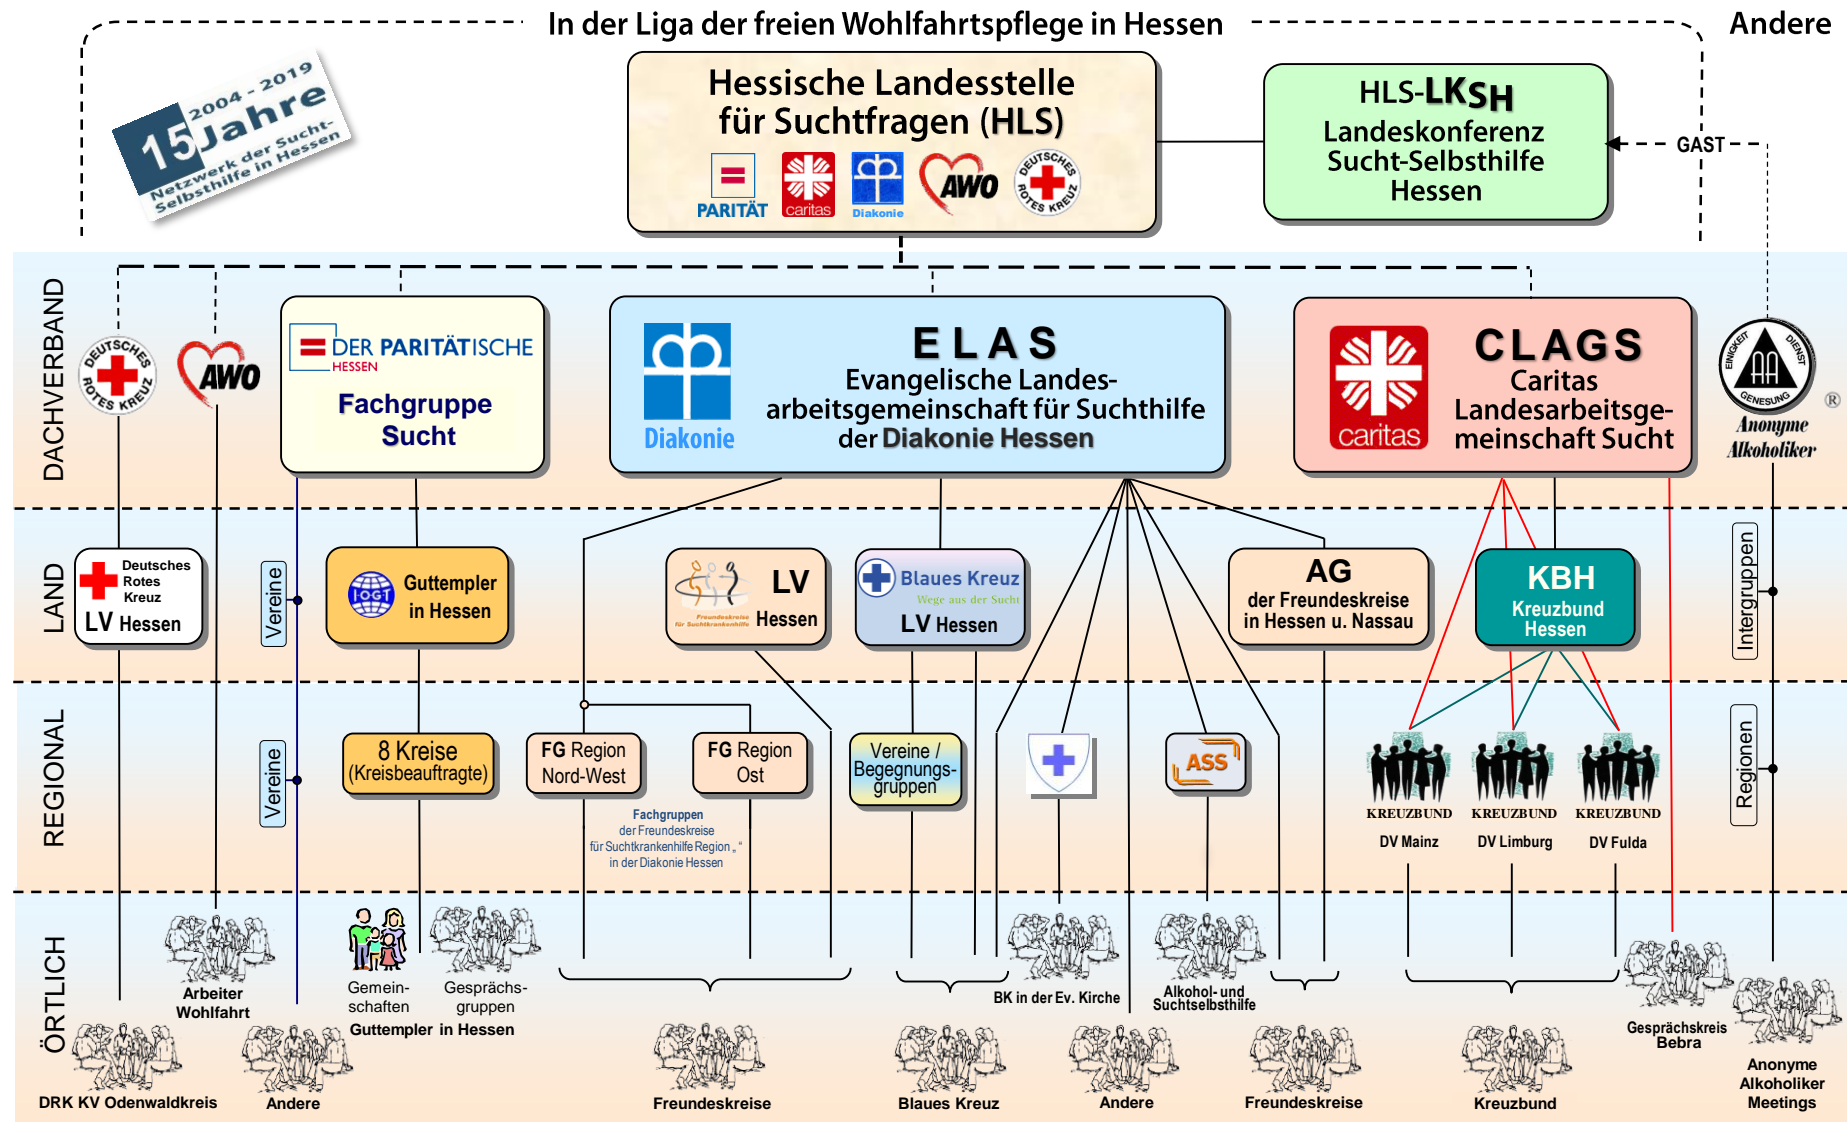 In der Liga der freien Wohlfahrtspflege in Hessen
Andere
2004 - 2019
15 Jahre
Netzwerk der Sucht-
Selbsthilfe in Hessen
Hessische Landesstelle
für Suchtfragen (HLS)
PARITÄT
caritas
Diakonie
AWO
DEUTSCHES
ROTES KREUZ
HLS-LKSH
Landeskonferenz
Sucht-Selbsthilfe
Hessen
GAST
DACHVERBAND
DEUTSCHES
ROTES KREUZ
AWO
DER PARITÄTISCHE
HESSEN
Fachgruppe
Sucht
Diakonie
ELAS
Evangelische Landes-
arbeitsgemeinschaft für Suchthilfe
der Diakonie Hessen
caritas
CLAGS
Caritas
Landesarbeitsge-
meinschaft Sucht
EINIGKEIT
DIENST
GENESUNG
AA
®
Anonyme
Alkoholiker
LAND
Deutsches
Rotes
Kreuz
LV Hessen
Vereine
I·O·G·T
Guttempler
in Hessen
LV
Hessen
Freundeskreise
für Suchtkrankenhilfe
Blaues Kreuz
Wege aus der Sucht
LV Hessen
AG
der Freundeskreise
in Hessen u. Nassau
KBH
Kreuzbund
Hessen
Intergruppen
REGIONAL
Vereine
8 Kreise
(Kreisbeauftragte)
FG Region
Nord-West
FG Region
Ost
Fachgruppen
der Freundeskreise
für Suchtkrankenhilfe Region „ “
in der Diakonie Hessen
Vereine /
Begegnungs-
gruppen
ASS
KREUZBUND
DV Mainz
KREUZBUND
DV Limburg
KREUZBUND
DV Fulda
Regionen
ÖRTLICH
DRK KV Odenwaldkreis
Arbeiter
Wohlfahrt
Andere
Gemein-
schaften
Gesprächs-
gruppen
Guttempler in Hessen
Freundeskreise
Blaues Kreuz
BK in der Ev. Kirche
Andere
Alkohol- und
Suchtselbsthilfe
Freundeskreise
Kreuzbund
Gesprächskreis
Bebra
Anonyme
Alkoholiker
Meetings